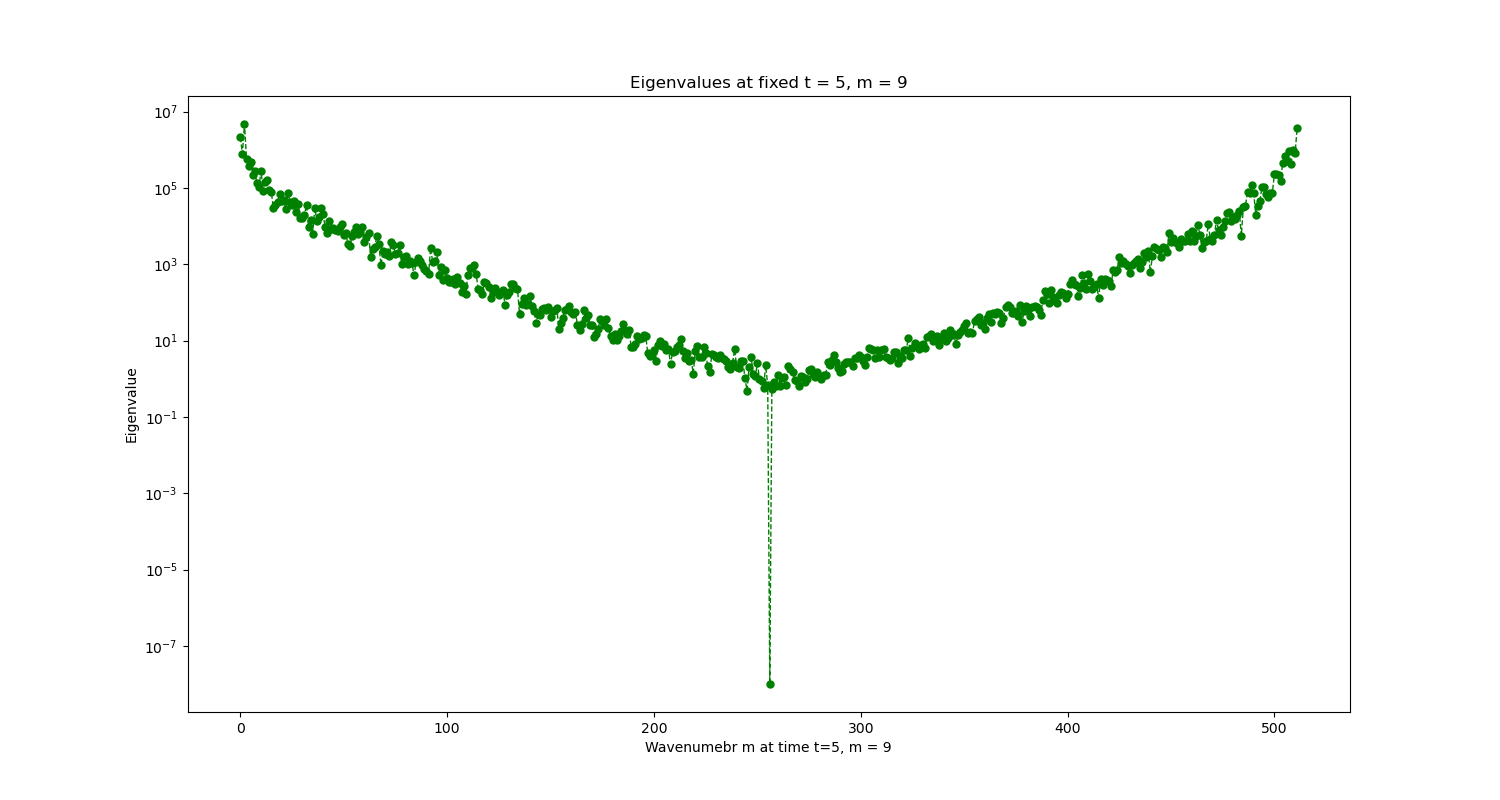 Eigenvalues at fixed t = 5, m = 9
10^7
10^5
10^3
10^1
10^-1
10^-3
10^-5
10^-7
Eigenvalue
0 100 200 300 400 500
Wavenumebr m at time t=5, m = 9